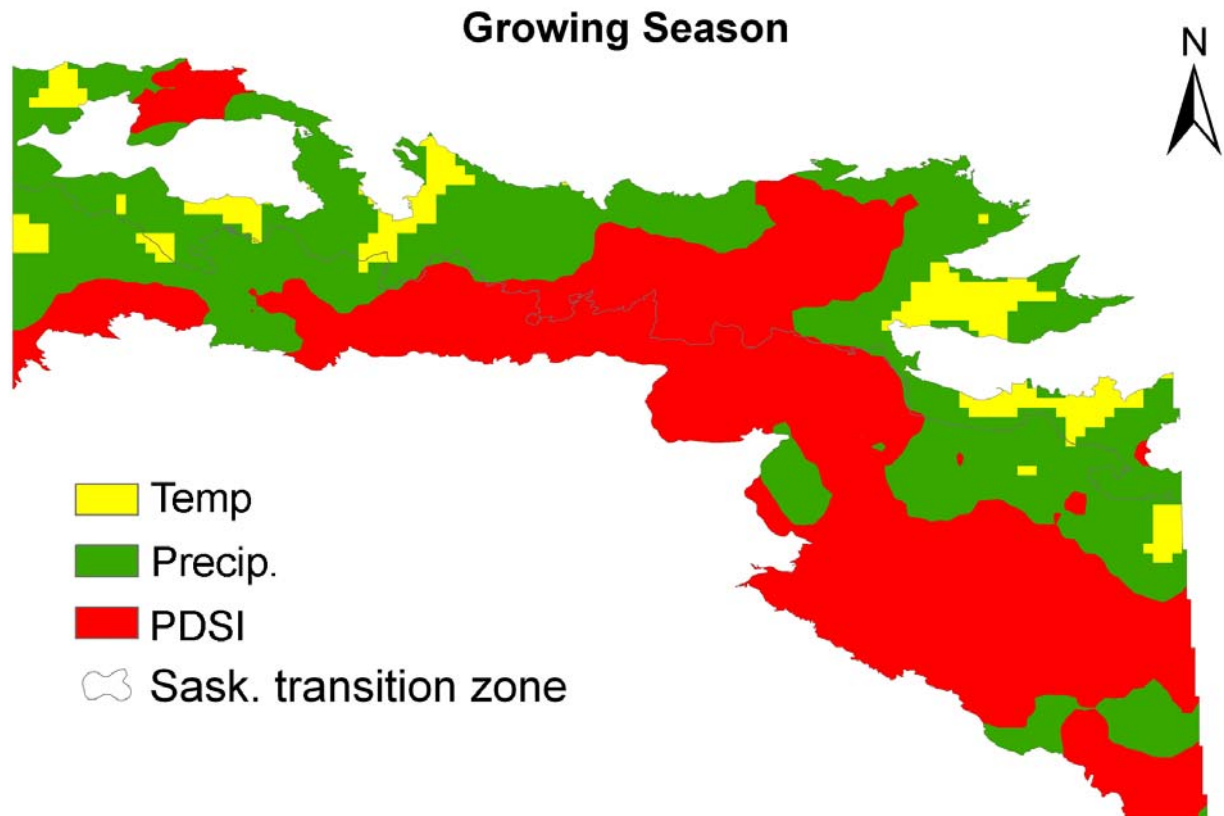 Growing Season
N
Temp
Precip.
PDSI
Sask. transition zone